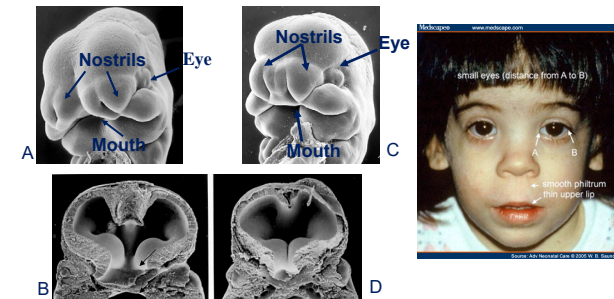 Nostrils
Eye
Mouth
A
Nostrils
Eye
Mouth
C
B
D
Medscape® www.medscape.com
small eyes (distance from A to B)
A B
smooth philtrum
thin upper lip
Source: Adv Neonatal Care © 2005 W. B. Saund